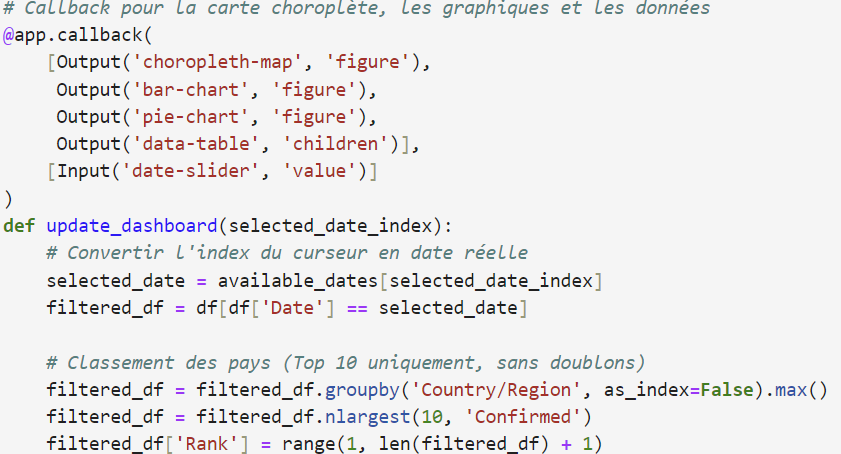 # Callback pour la carte choroplète, les graphiques et les données
@app.callback(
    [Output('choropleth-map', 'figure'),
     Output('bar-chart', 'figure'),
     Output('pie-chart', 'figure'),
     Output('data-table', 'children')],
    [Input('date-slider', 'value')]
)
def update_dashboard(selected_date_index):
    # Convertir l'index du curseur en date réelle
    selected_date = available_dates[selected_date_index]
    filtered_df = df[df['Date'] == selected_date]

    # Classement des pays (Top 10 uniquement, sans doublons)
    filtered_df = filtered_df.groupby('Country/Region', as_index=False).max()
    filtered_df = filtered_df.nlargest(10, 'Confirmed')
    filtered_df['Rank'] = range(1, len(filtered_df) + 1)